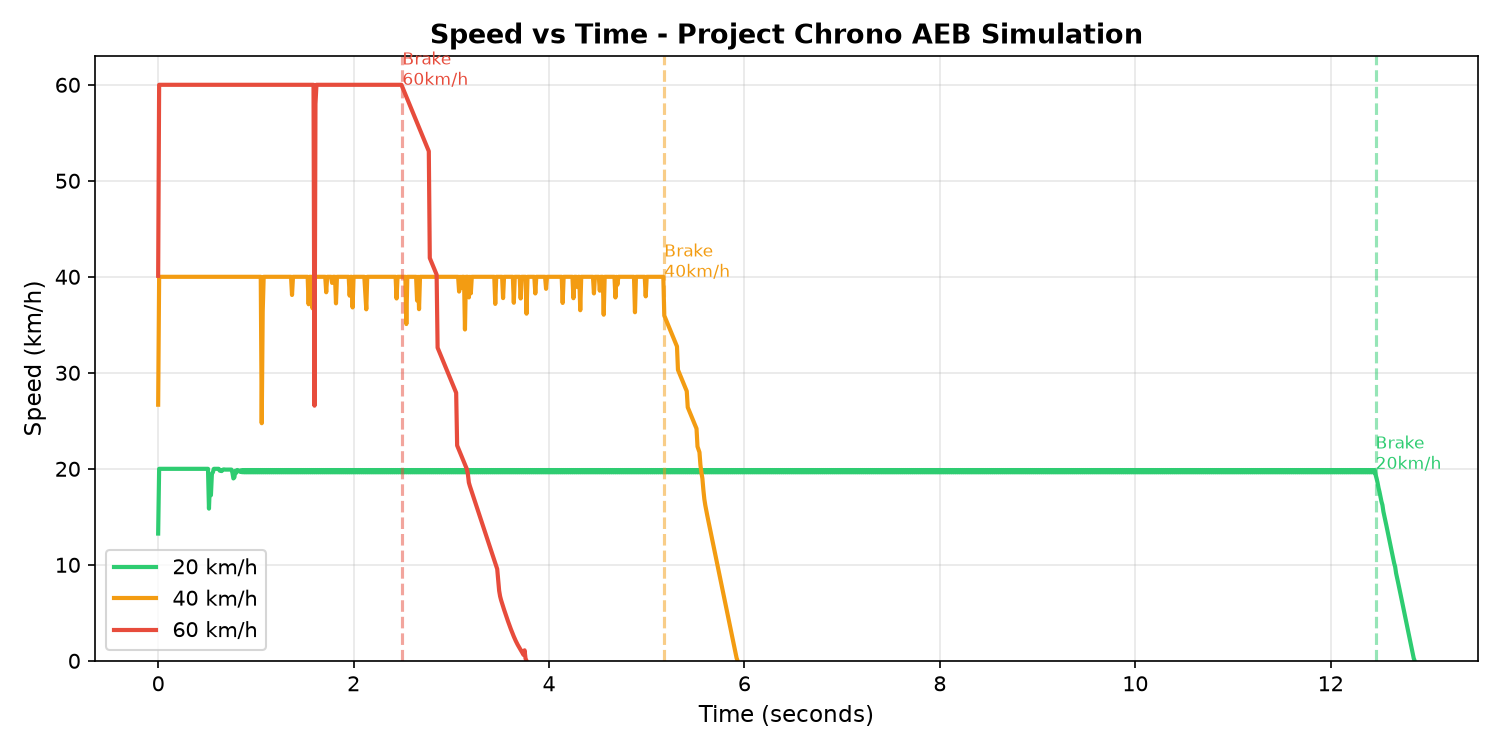 Speed vs Time - Project Chrono AEB Simulation
Brake
60km/h
Brake
40km/h
Brake
20km/h
60
50
40
30
20
10
0
Speed (km/h)
20 km/h
40 km/h
60 km/h
0 2 4 6 8 10 12
Time (seconds)